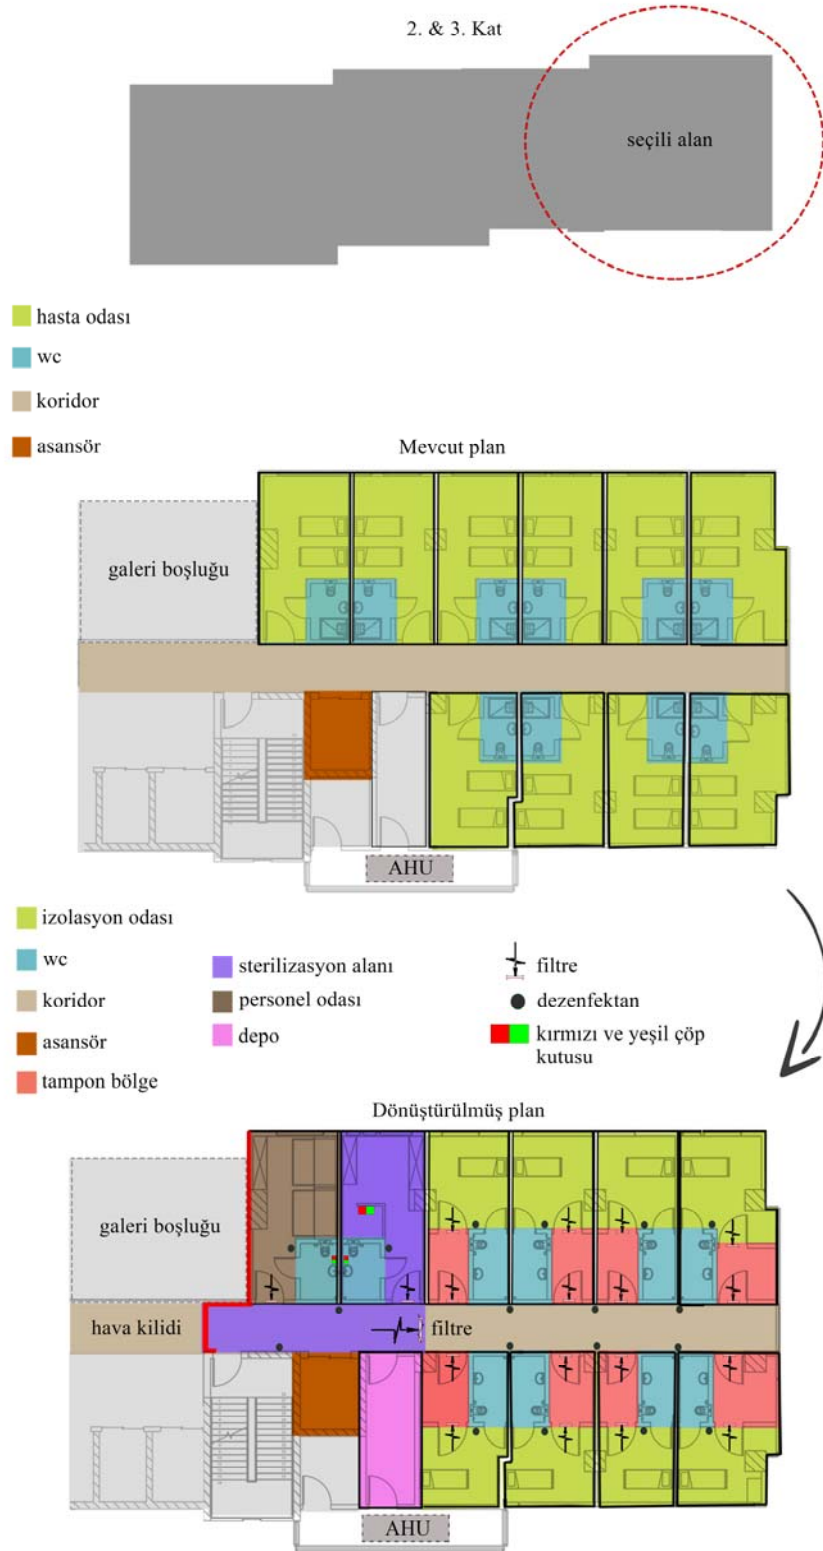 2. & 3. Kat
seçili alan
hasta odası
wc
koridor
asansör
Mevcut plan
galeri boşluğu
AHU
izolasyon odası
wc
koridor
asansör
tampon bölge
sterilizasyon alanı
personel odası
depo
filtre
dezenfektan
kırmızı ve yeşil çöp
kutusu
Dönüştürülmüş plan
galeri boşluğu
hava kilidi
filtre
AHU